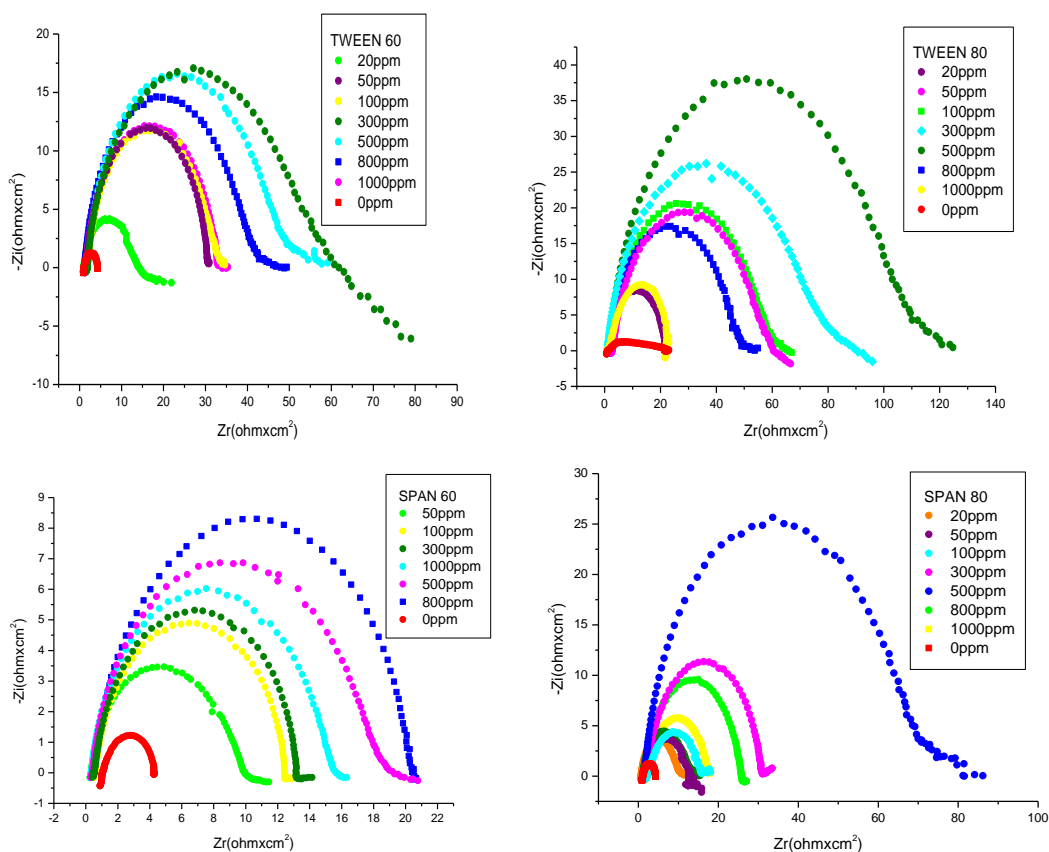 TWEEN 60
20ppm
50ppm
100ppm
300ppm
500ppm
800ppm
1000ppm
0ppm
20
15
10
5
0
-5
-10
-Zi(ohmxcm²)
0 10 20 30 40 50 60 70 80 90
Zr(ohmxcm²)
TWEEN 80
20ppm
50ppm
100ppm
300ppm
500ppm
800ppm
1000ppm
0ppm
40
35
30
25
20
15
10
5
0
-5
-Zi(ohmxcm²)
0 20 40 60 80 100 120 140
Zr(ohmxcm²)
SPAN 60
50ppm
100ppm
300ppm
1000ppm
500ppm
800ppm
0ppm
9
8
7
6
5
4
3
2
1
0
-1
-Zi(ohmxcm²)
-2 0 2 4 6 8 10 12 14 16 18 20 22
Zr(ohmxcm²)
SPAN 80
20ppm
50ppm
100ppm
300ppm
500ppm
800ppm
1000ppm
0ppm
30
25
20
15
10
5
0
-Zi(ohmxcm²)
0 20 40 60 80 100
Zr(ohmxcm²)